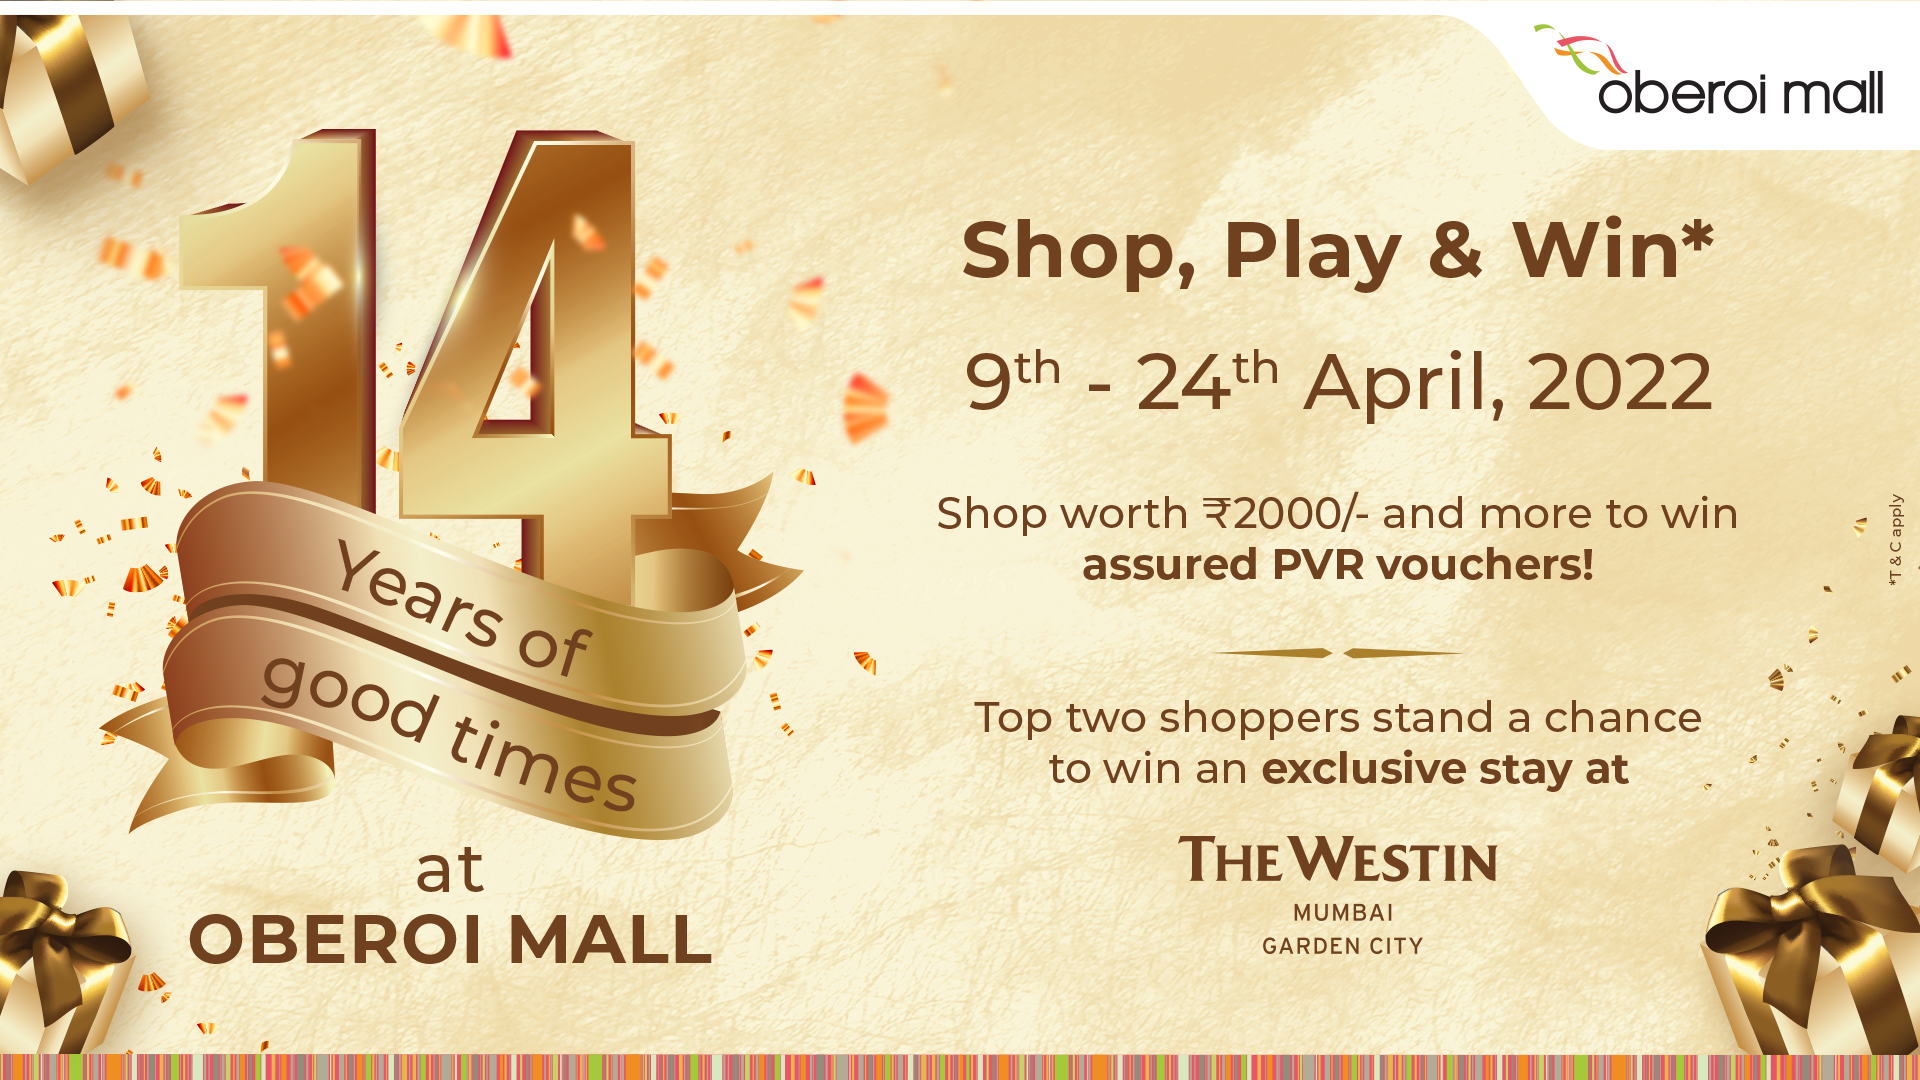 oberoi mall
14
Years of
good times
at
OBEROI MALL
Shop, Play & Win*
9th - 24th April, 2022
Shop worth ₹2000/- and more to win
assured PVR vouchers!
Top two shoppers stand a chance
to win an exclusive stay at
THE WESTIN
MUMBAI
GARDEN CITY
*T & C apply